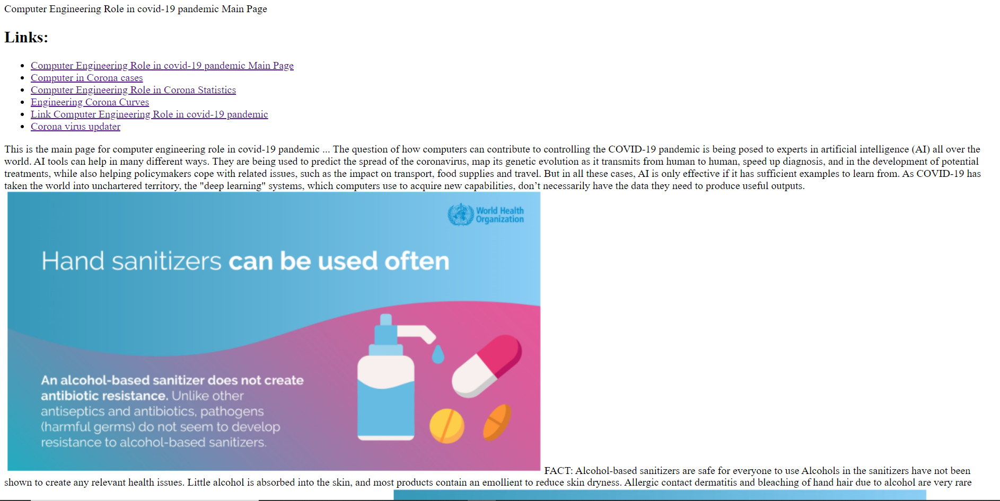 Computer Engineering Role in covid-19 pandemic Main Page
Links:
Computer Engineering Role in covid-19 pandemic Main Page
Computer in Corona cases
Computer Engineering Role in Corona Statistics
Engineering Corona Curves
Link Computer Engineering Role in covid-19 pandemic
Corona virus updater
This is the main page for computer engineering role in covid-19 pandemic ... The question of how computers can contribute to controlling the COVID-19 pandemic is being posed to experts in artificial intelligence (AI) all over the
world. AI tools can help in many different ways. They are being used to predict the spread of the coronavirus, map its genetic evolution as it transmits from human to human, speed up diagnosis, and in the development of potential
treatments, while also helping policymakers cope with related issues, such as the impact on transport, food supplies and travel. But in all these cases, AI is only effective if it has sufficient examples to learn from. As COVID-19 has
taken the world into unchartered territory, the "deep learning" systems, which computers use to acquire new capabilities, don’t necessarily have the data they need to produce useful outputs.
World Health
Organization
Hand sanitizers can be used often
An alcohol-based sanitizer does not create
antibiotic resistance. Unlike other
antiseptics and antibiotics, pathogens
(harmful germs) do not seem to develop
resistance to alcohol-based sanitizers.
FACT: Alcohol-based sanitizers are safe for everyone to use Alcohols in the sanitizers have not been
shown to create any relevant health issues. Little alcohol is absorbed into the skin, and most products contain an emollient to reduce skin dryness. Allergic contact dermatitis and bleaching of hand hair due to alcohol are very rare